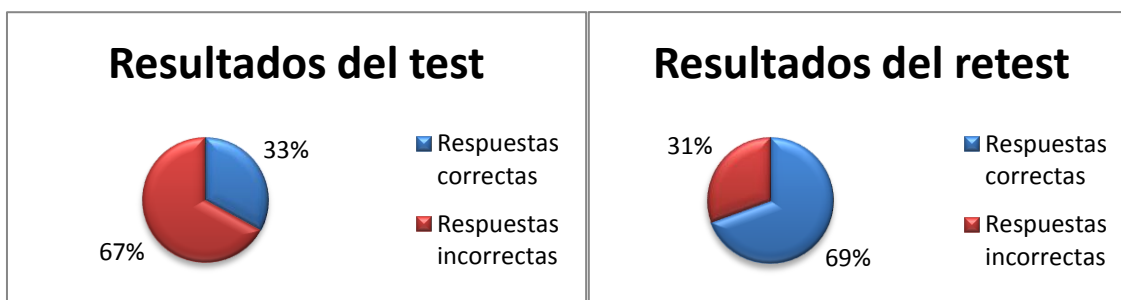 Resultados del test
33%
67%
Respuestas
correctas
Respuestas
incorrectas
Resultados del retest
31%
69%
Respuestas
correctas
Respuestas
incorrectas